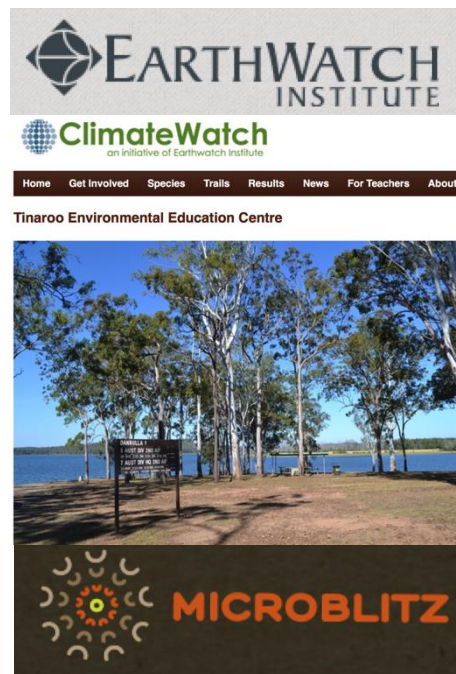 EARTHWATCH
INSTITUTE
ClimateWatch
an initiative of Earthwatch Institute
Home Get Involved Species Trails Results News For Teachers About
Tinaroo Environmental Education Centre
MICROBLITZ